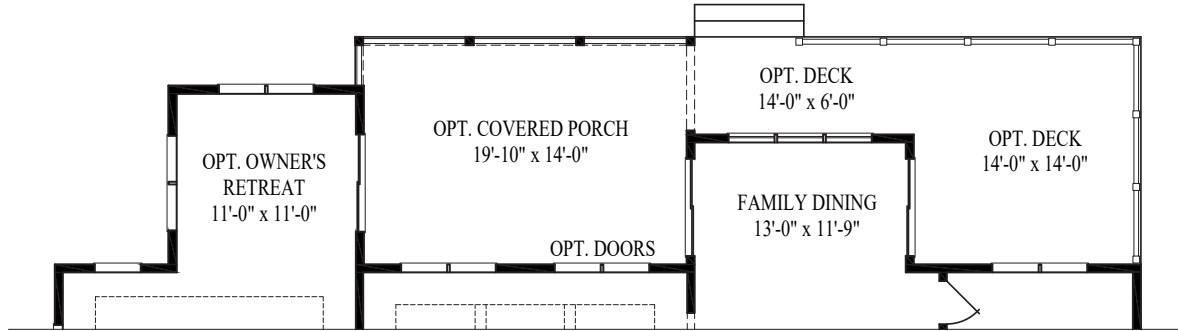 OPT. DECK
14'-0" x 6'-0"
OPT. COVERED PORCH
19'-10" x 14'-0"
OPT. DECK
14'-0" x 14'-0"
OPT. OWNER'S
RETREAT
11'-0" x 11'-0"
FAMILY DINING
13'-0" x 11'-9"
OPT. DOORS